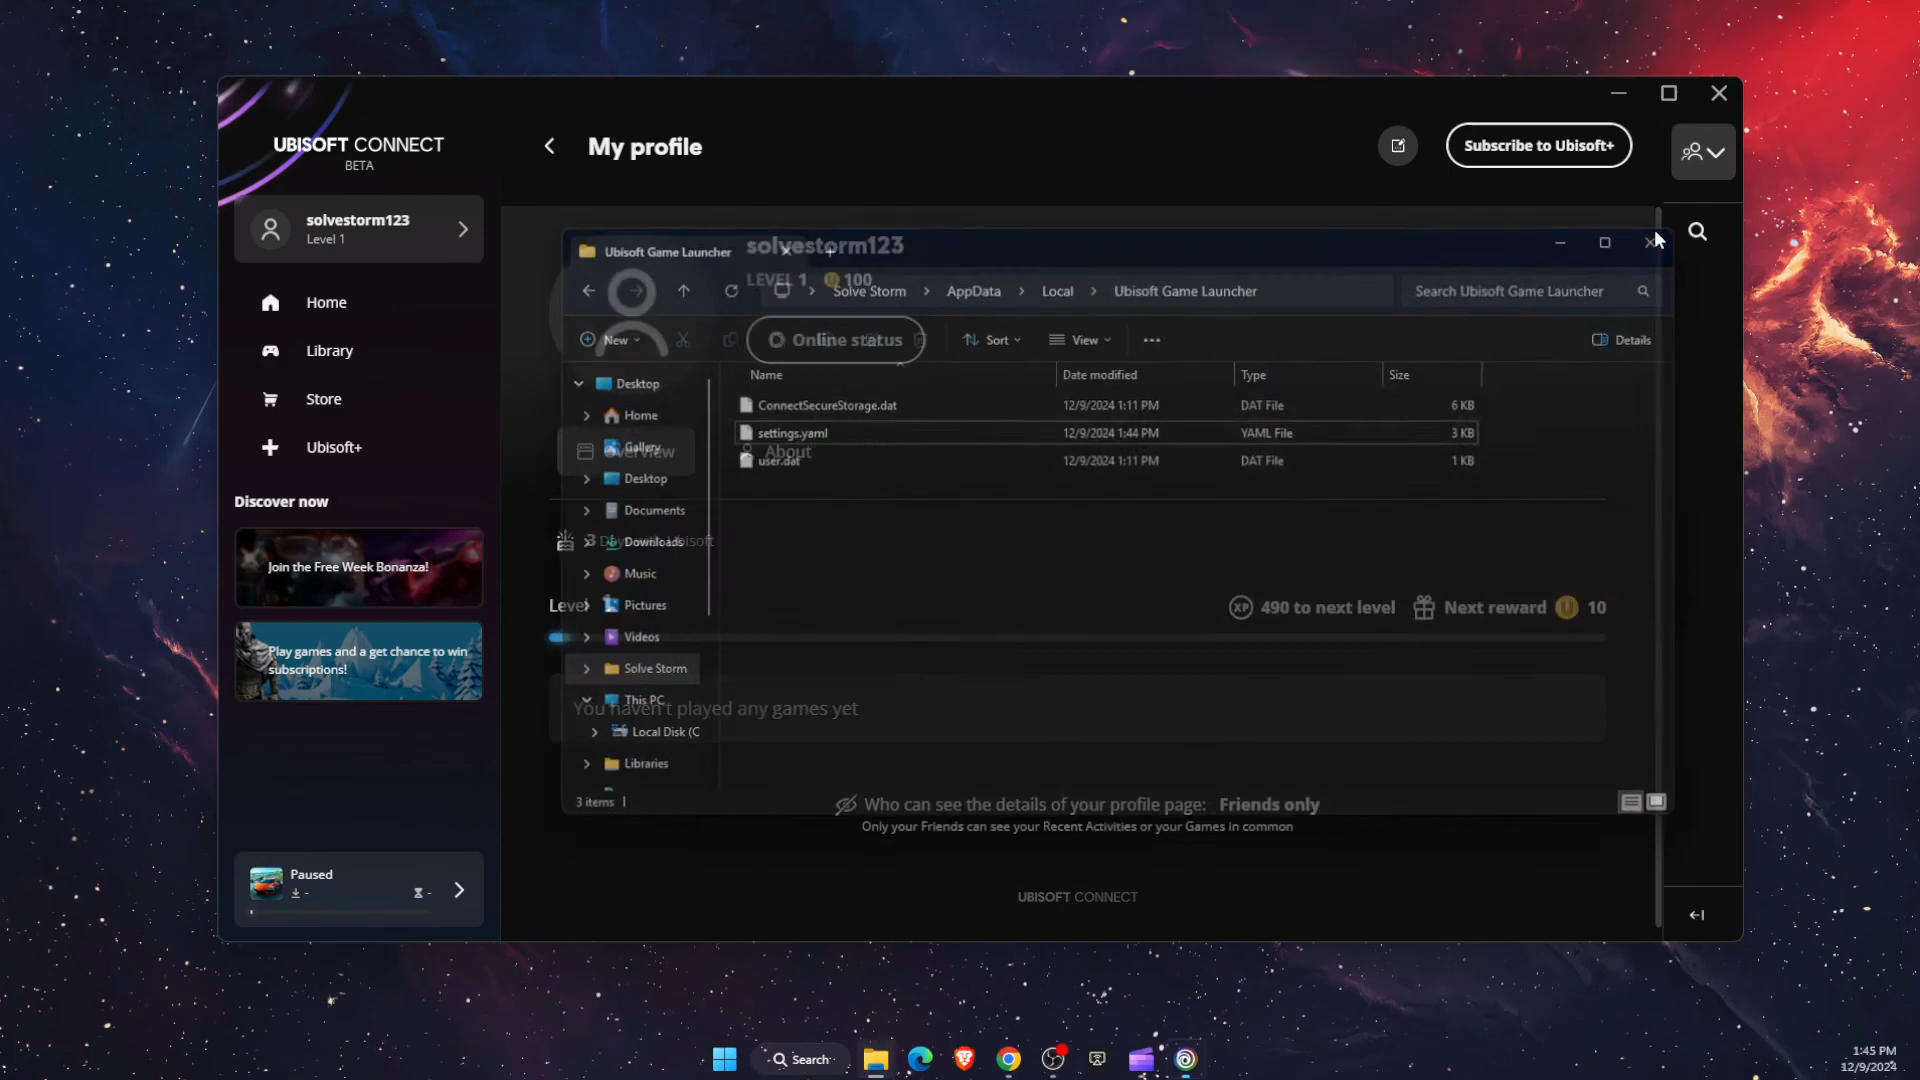 UBISOFT CONNECT
BETA
My profile
Subscribe to Ubisoft+
solvestorm123
Level 1
Home
Library
Store
Ubisoft+
Discover now
Join the Free Week Bonanza!
Play games and a get chance to win
subscriptions!
Paused
-
-
solvestorm123
LEVEL 1
100
Online status
Overview
About
3 Days with Ubisoft
Level
490 to next level
Next reward
10
You haven't played any games yet
Who can see the details of your profile page: Friends only
Only your Friends can see your Recent Activities or your Games in common
UBISOFT CONNECT
Ubisoft Game Launcher
Solve Storm > AppData > Local > Ubisoft Game Launcher
Search Ubisoft Game Launcher
New
Sort
View
Details
Name
Date modified
Type
Size
ConnectSecureStorage.dat
12/9/2024 1:11 PM
DAT File
6 KB
settings.yaml
12/9/2024 1:44 PM
YAML File
3 KB
user.dat
12/9/2024 1:11 PM
DAT File
1 KB
Desktop
Home
Gallery
Desktop
Documents
Downloads
Music
Pictures
Videos
Solve Storm
This PC
Local Disk (C
Libraries
3 items
Search
1:45 PM
12/9/2024